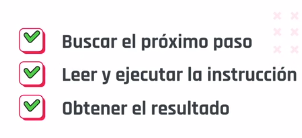 Buscar el próximo paso
Leer y ejecutar la instrucción
Obtener el resultado